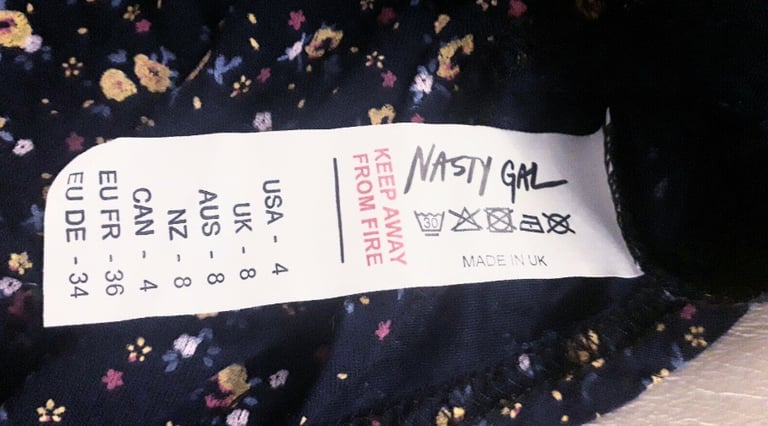 NASTY GAL
30
MADE IN UK
KEEP AWAY
FROM FIRE
USA - 4
UK - 8
AUS - 8
NZ - 8
CAN - 4
EU FR - 36
EU DE - 34